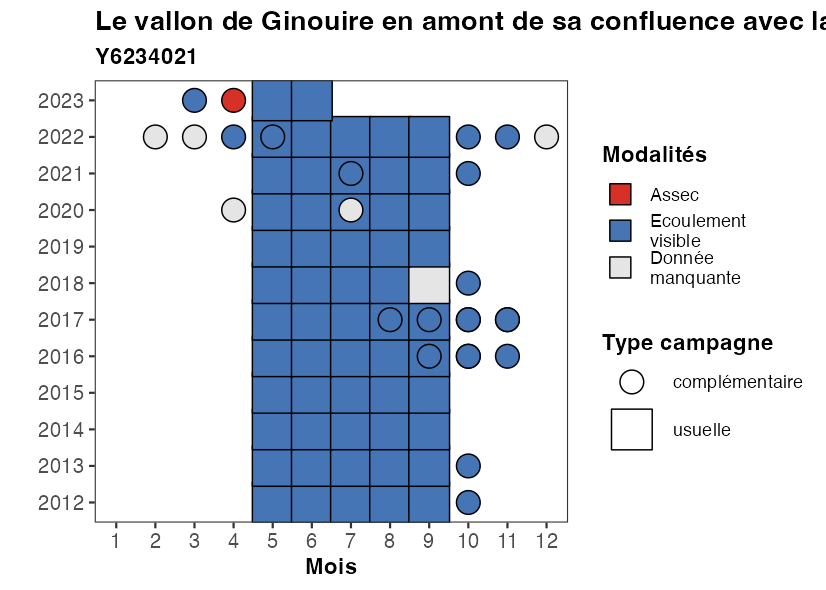 Le vallon de Ginouire en amont de sa confluence avec la
Y6234021
2023
2022
2021
2020
2019
2018
2017
2016
2015
2014
2013
2012
1 2 3 4 5 6 7 8 9 10 11 12
Mois
Modalités
Assec
Ecoulement
visible
Donnée
manquante
Type campagne
complémentaire
usuelle